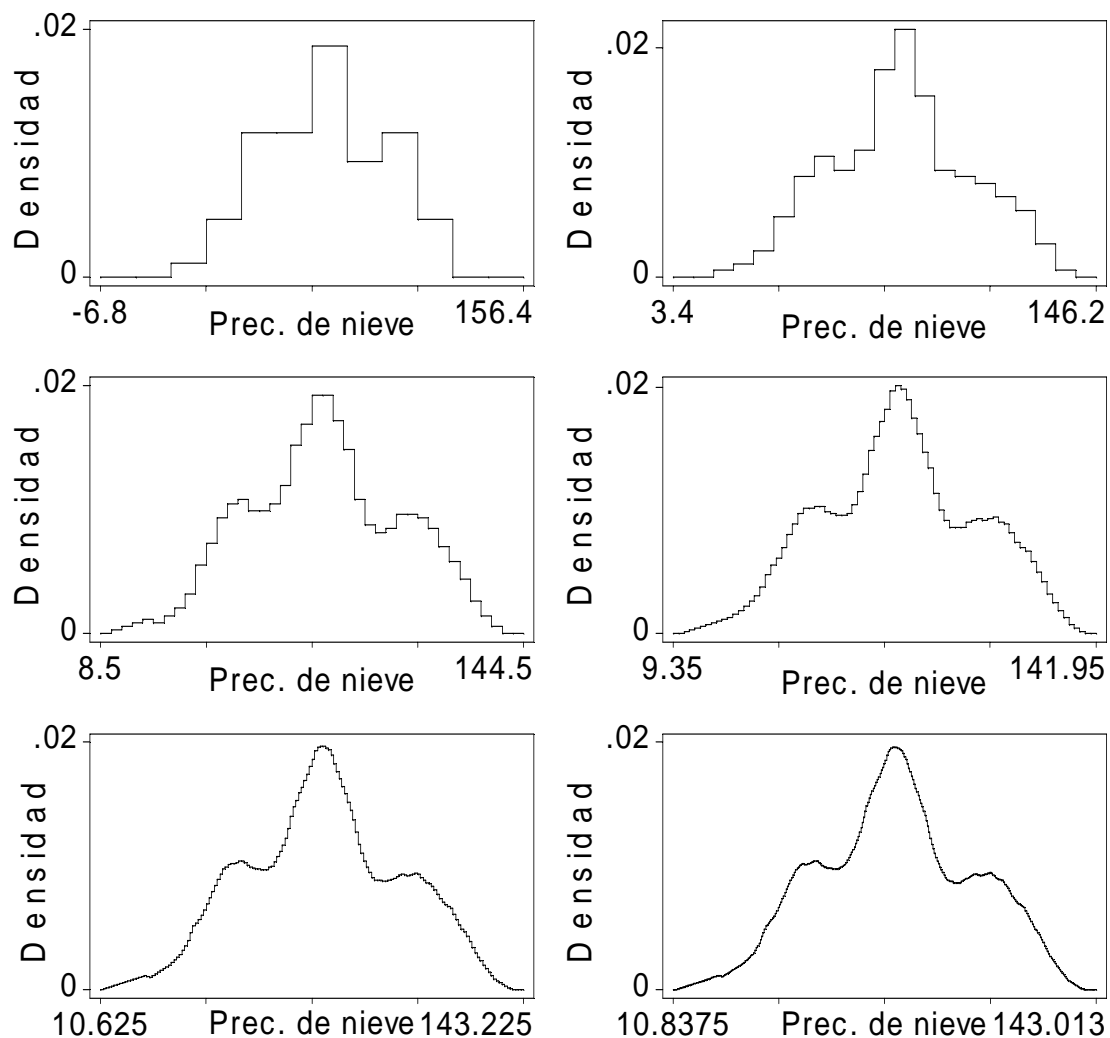 .02
Densidad
0
-6.8
Prec. de nieve
156.4
.02
Densidad
0
3.4
Prec. de nieve
146.2
.02
Densidad
0
8.5
Prec. de nieve
144.5
.02
Densidad
0
9.35
Prec. de nieve
141.95
.02
Densidad
0
10.625
Prec. de nieve
143.225
.02
Densidad
0
10.8375
Prec. de nieve
143.013